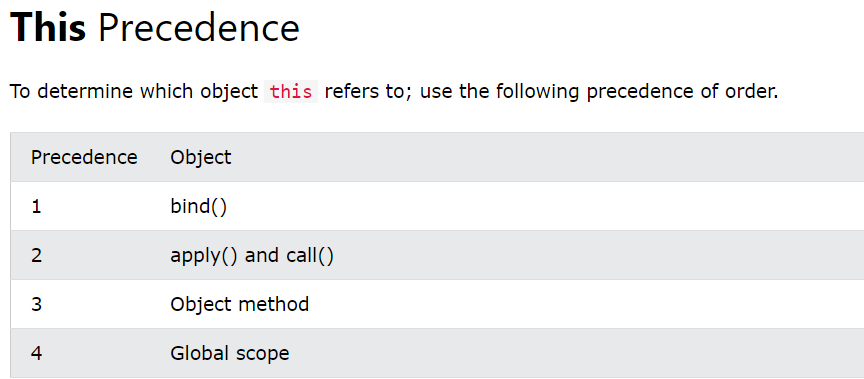 This Precedence
To determine which object this refers to; use the following precedence of order.
Precedence Object
1 bind()
2 apply() and call()
3 Object method
4 Global scope